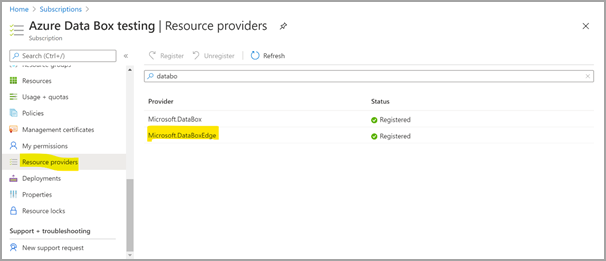 Home > Subscriptions >
Azure Data Box testing | Resource providers
Subscription
Search (Ctrl+/)
Resource groups
Resources
Usage + quotas
Policies
Management certificates
My permissions
Resource providers
Deployments
Properties
Resource locks
Support + troubleshooting
New support request
Register Unregister Refresh
databo
Provider Status
Microsoft.DataBox Registered
Microsoft.DataBoxEdge Registered